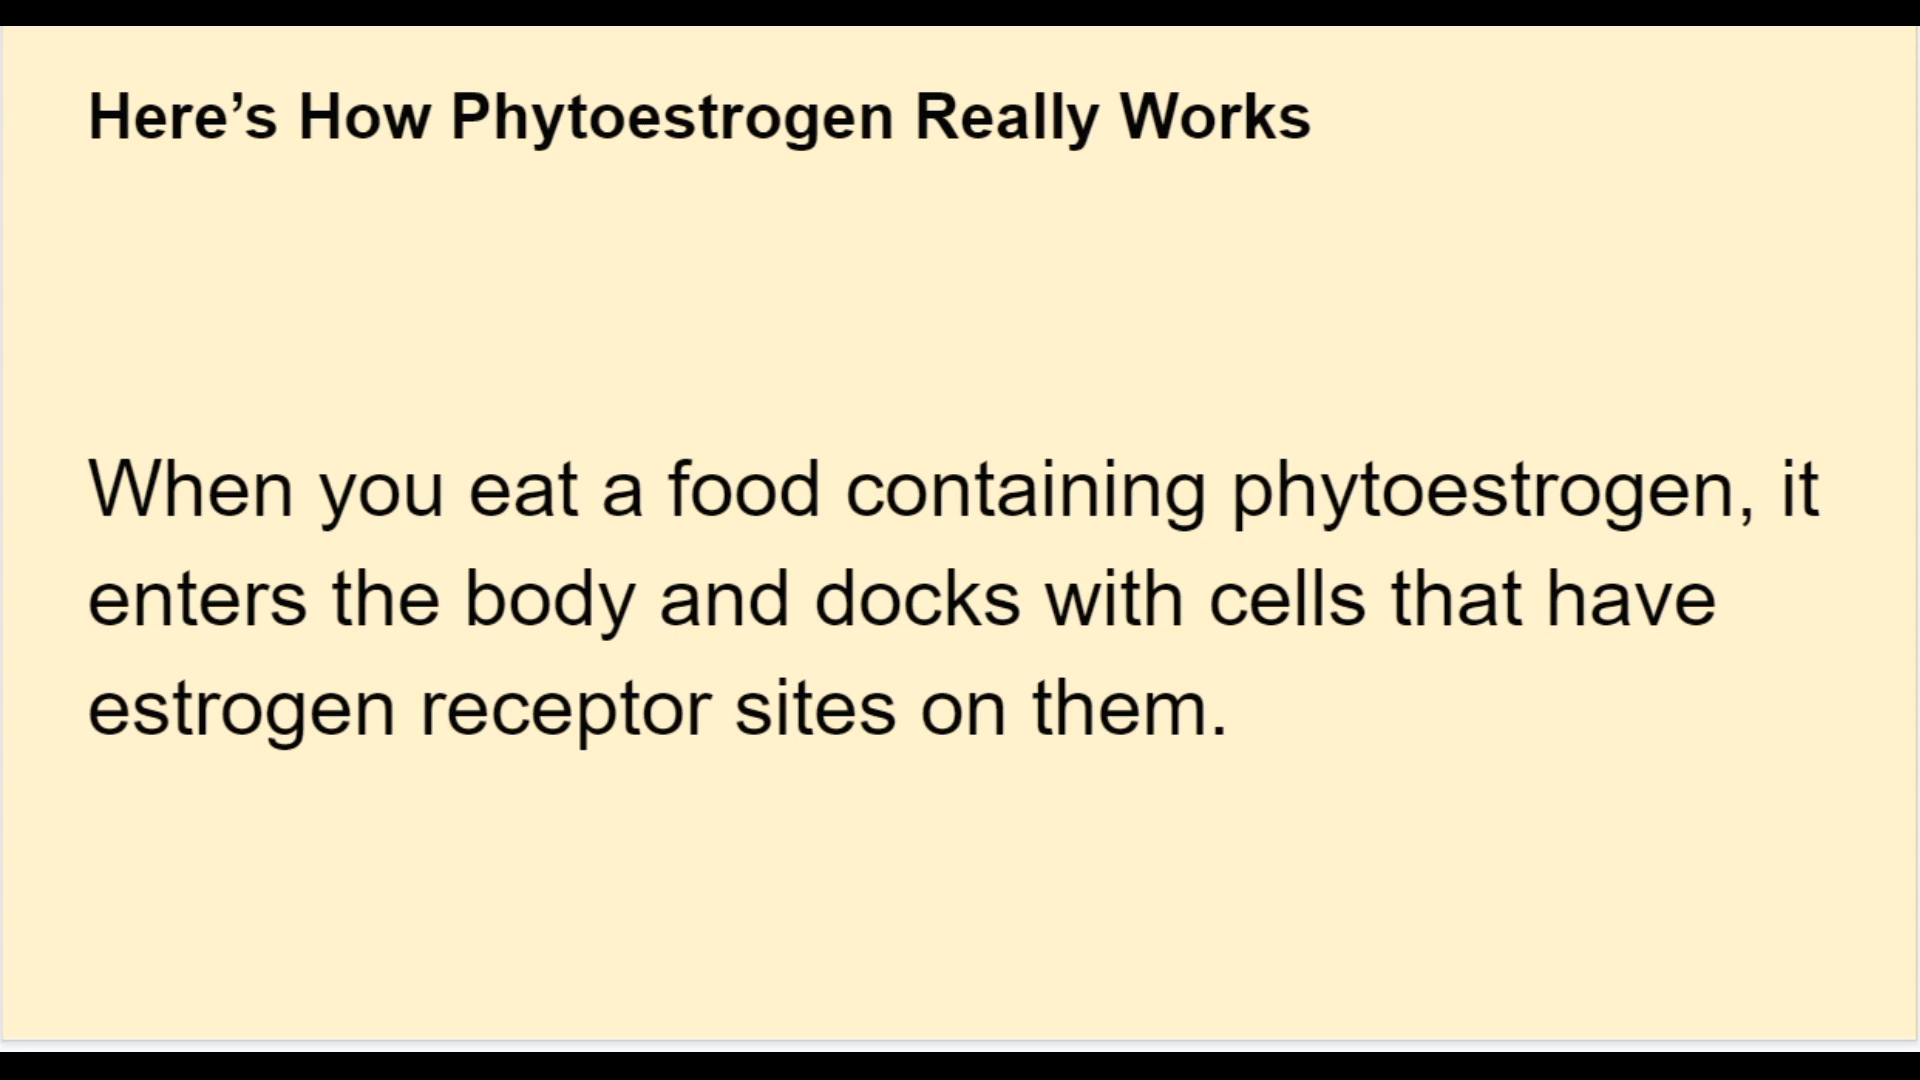 Here’s How Phytoestrogen Really Works
When you eat a food containing phytoestrogen, it
enters the body and docks with cells that have
estrogen receptor sites on them.